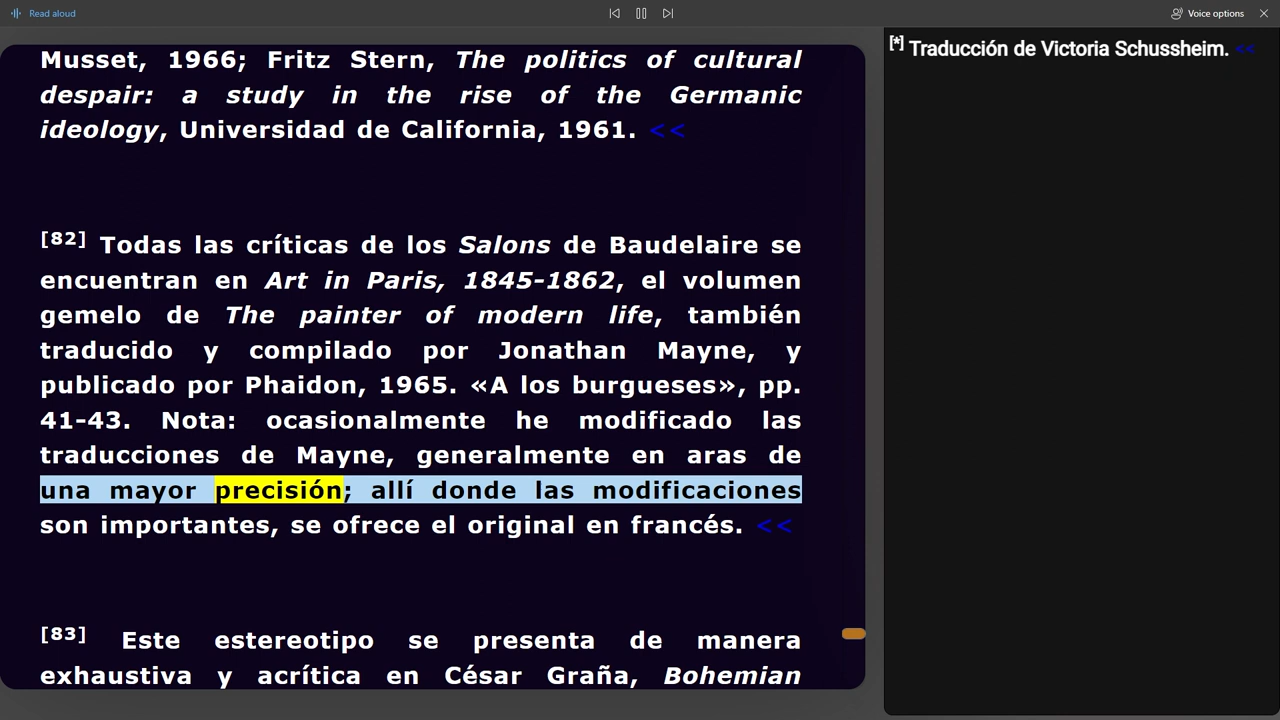 Read aloud
Voice options
Musset, 1966; Fritz Stern, The politics of cultural
despair: a study in the rise of the Germanic
ideology, Universidad de California, 1961. <<
[82] Todas las críticas de los Salons de Baudelaire se
encuentran en Art in Paris, 1845-1862, el volumen
gemelo de The painter of modern life, también
traducido y compilado por Jonathan Mayne, y
publicado por Phaidon, 1965. «A los burgueses», pp.
41-43. Nota: ocasionalmente he modificado las
traducciones de Mayne, generalmente en aras de
una mayor precisión; allí donde las modificaciones
son importantes, se ofrece el original en francés. <<
[83] Este estereotipo se presenta de manera
exhaustiva y acrítica en César Graña, Bohemian
[*] Traducción de Victoria Schussheim. <<